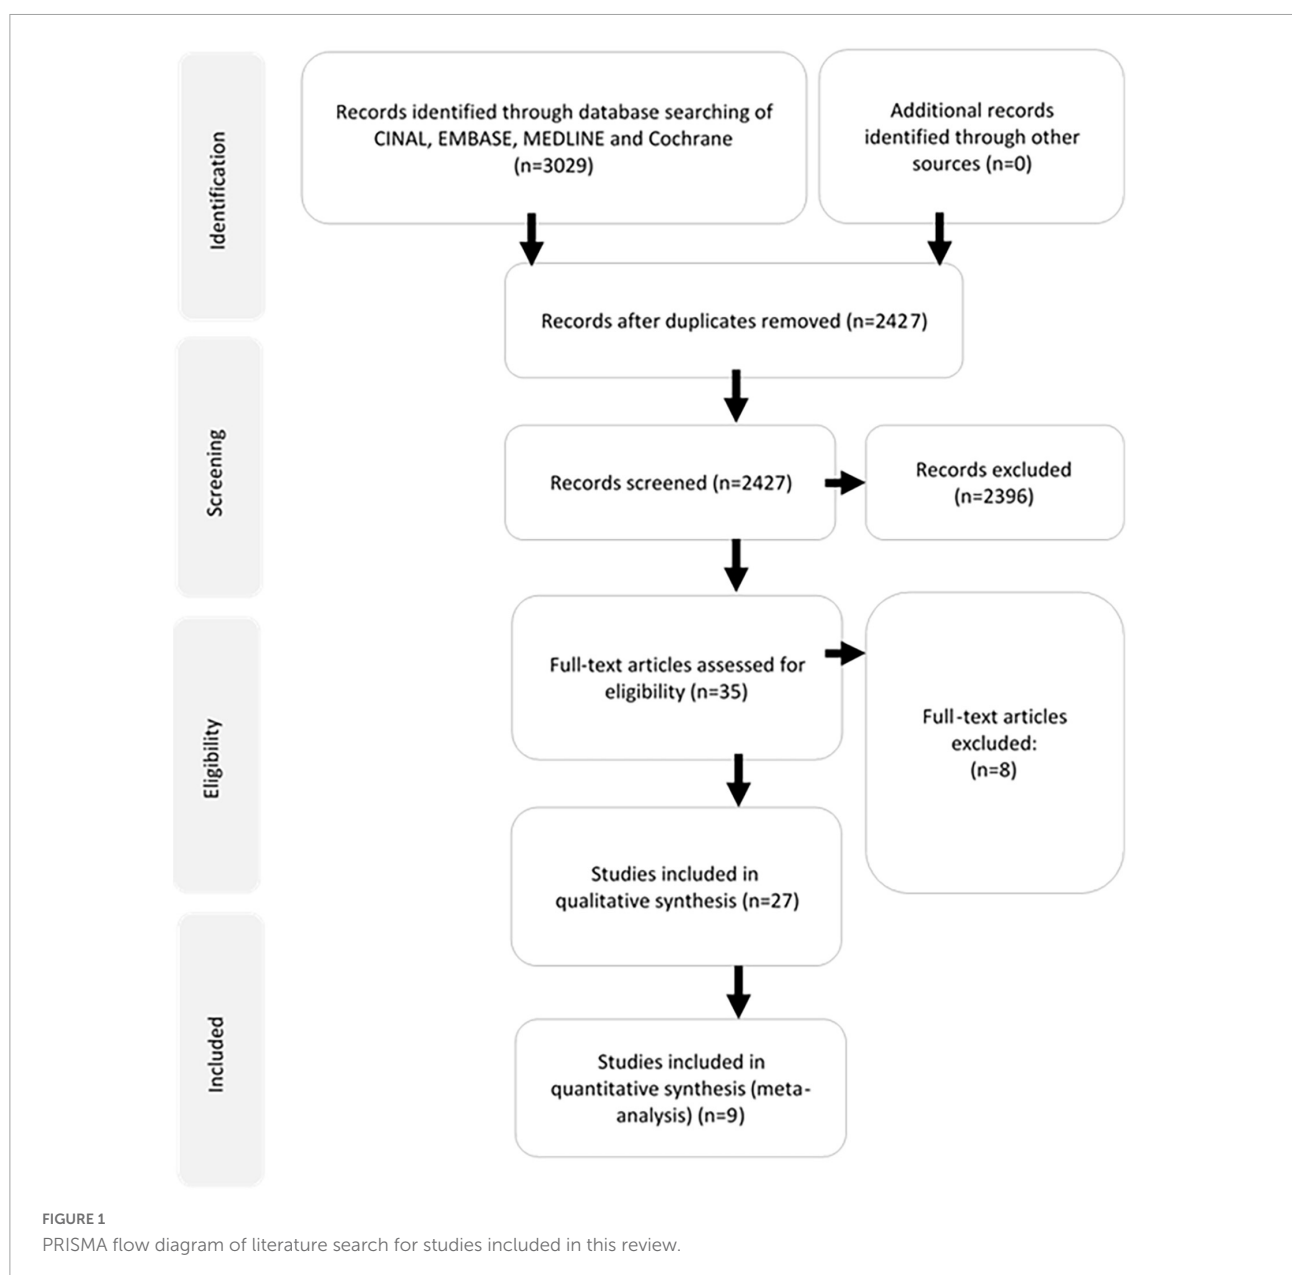 Identification
Records identified through database searching of
CINAL, EMBASE, MEDLINE and Cochrane
(n=3029)
Additional records
identified through other
sources (n=0)
Records after duplicates removed (n=2427)
Screening
Records screened (n=2427)
Records excluded
(n=2396)
Eligibility
Full-text articles assessed for
eligibility (n=35)
Full-text articles
excluded:
(n=8)
Studies included in
qualitative synthesis (n=27)
Included
Studies included in
quantitative synthesis (meta-
analysis) (n=9)
FIGURE 1
PRISMA flow diagram of literature search for studies included in this review.